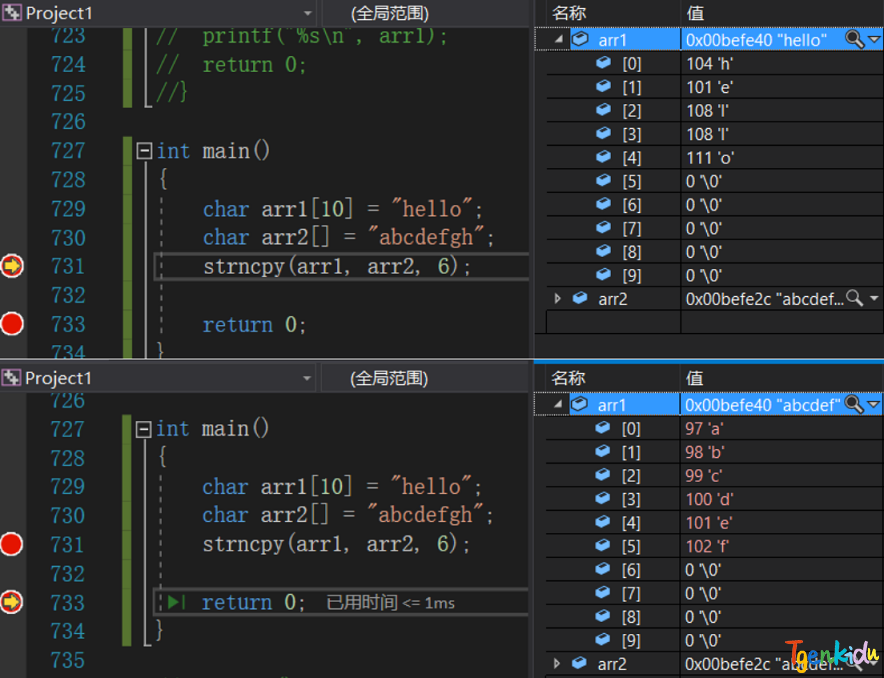 Project1 (全局范围) 名称 值
723 // printf("%s\n", arr1); arr1 0x00befe40 "hello"
724 // return 0; [0] 104 'h'
725 //} [1] 101 'e'
726 [2] 108 'l'
[3] 108 'l'
727 int main() [4] 111 'o'
728 { [5] 0 '\0'
729 char arr1[10] = "hello"; [6] 0 '\0'
730 char arr2[] = "abcdefgh"; [7] 0 '\0'
[8] 0 '\0'
731 strncpy(arr1, arr2, 6); [9] 0 '\0'
732 arr2 0x00befe2c "abcdef...
733 return 0;
734 }
Project1 (全局范围) 名称 值
726 arr1 0x00befe40 "abcdef"
727 int main() [0] 97 'a'
728 { [1] 98 'b'
[2] 99 'c'
729 char arr1[10] = "hello"; [3] 100 'd'
730 char arr2[] = "abcdefgh"; [4] 101 'e'
731 strncpy(arr1, arr2, 6); [5] 102 'f'
732 [6] 0 '\0'
[7] 0 '\0'
733 return 0; 已用时间 <= 1ms [8] 0 '\0'
734 } [9] 0 '\0'
735 arr2 0x00befe2c "abcdef...
Tgenkidu